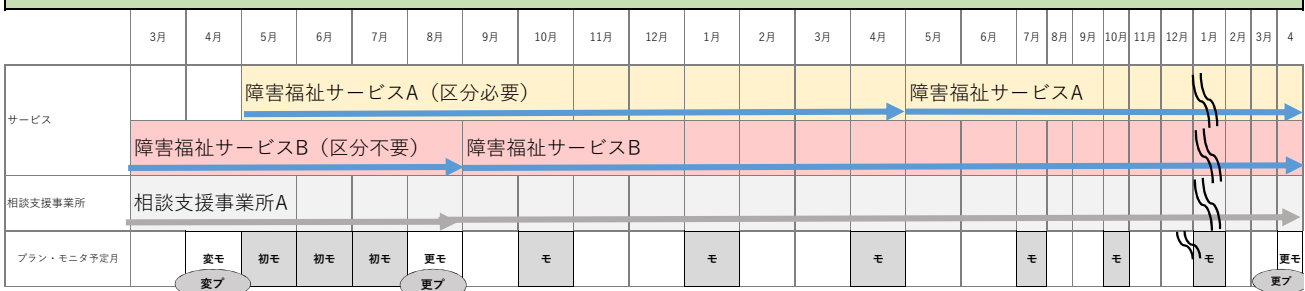 3月 4月 5月 6月 7月 8月 9月 10月 11月 12月 1月 2月 3月 4月 5月 6月 7月 8月 9月 10月 11月 12月 1月 2月 3月 4
サービス
障害福祉サービスA（区分必要） 障害福祉サービスA
障害福祉サービスB（区分不要） 障害福祉サービスB
相談支援事業所 相談支援事業所A
プラン・モニタ予定月 変モ 初モ 初モ 初モ 更モ モ モ モ モ モ モ 更モ
変プ 更プ 更プ